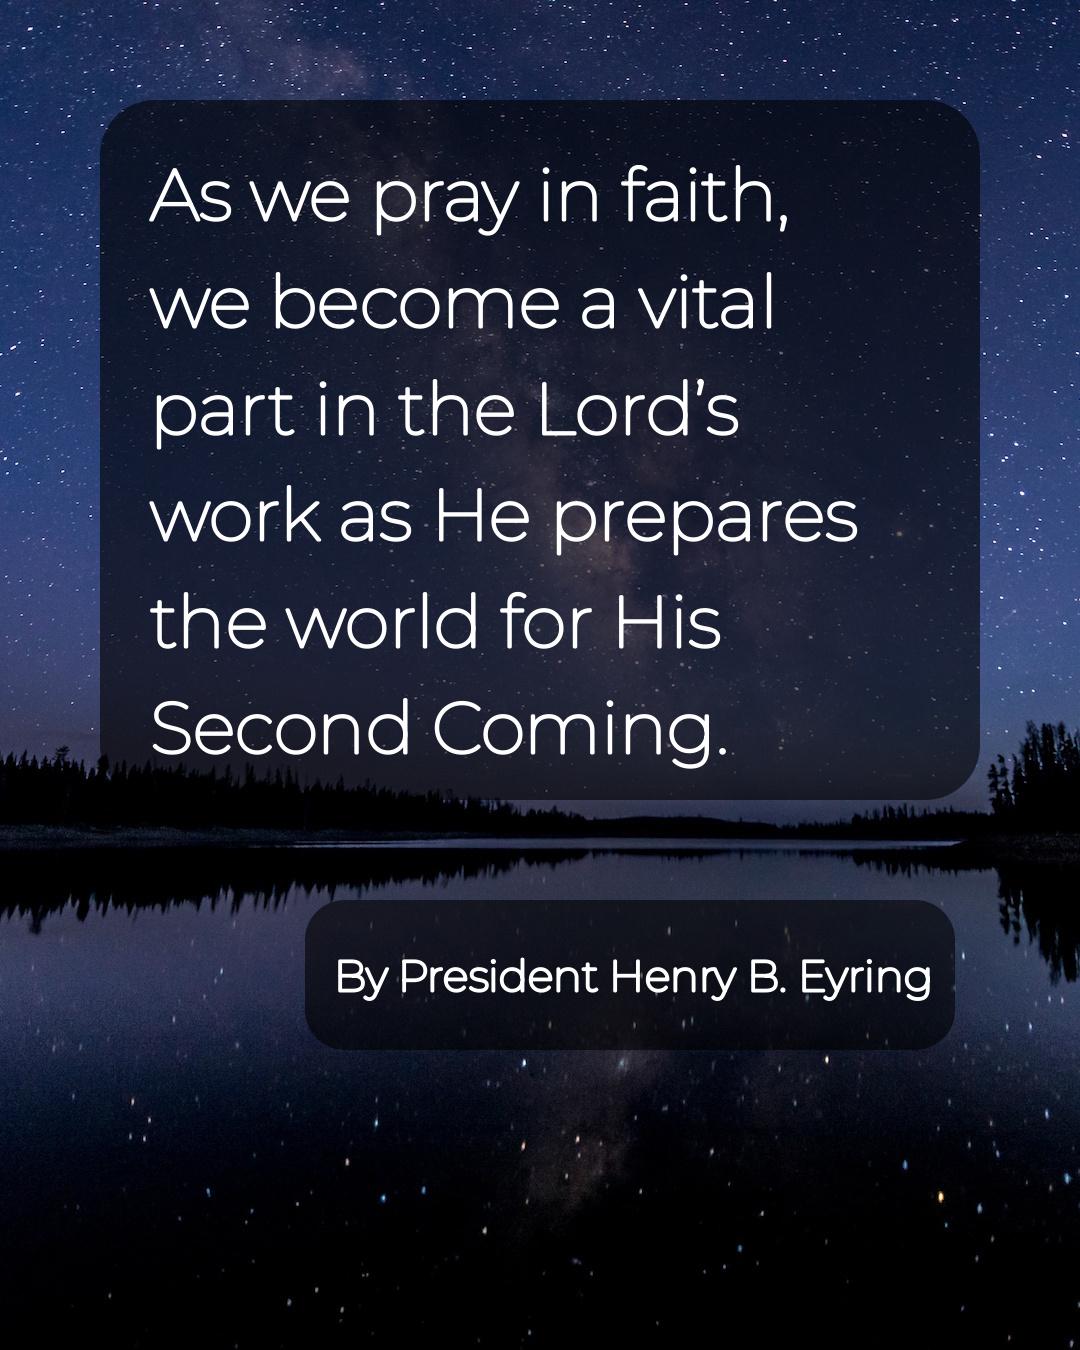 As we pray in faith,
we become a vital
part in the Lord’s
work as He prepares
the world for His
Second Coming.
By President Henry B. Eyring